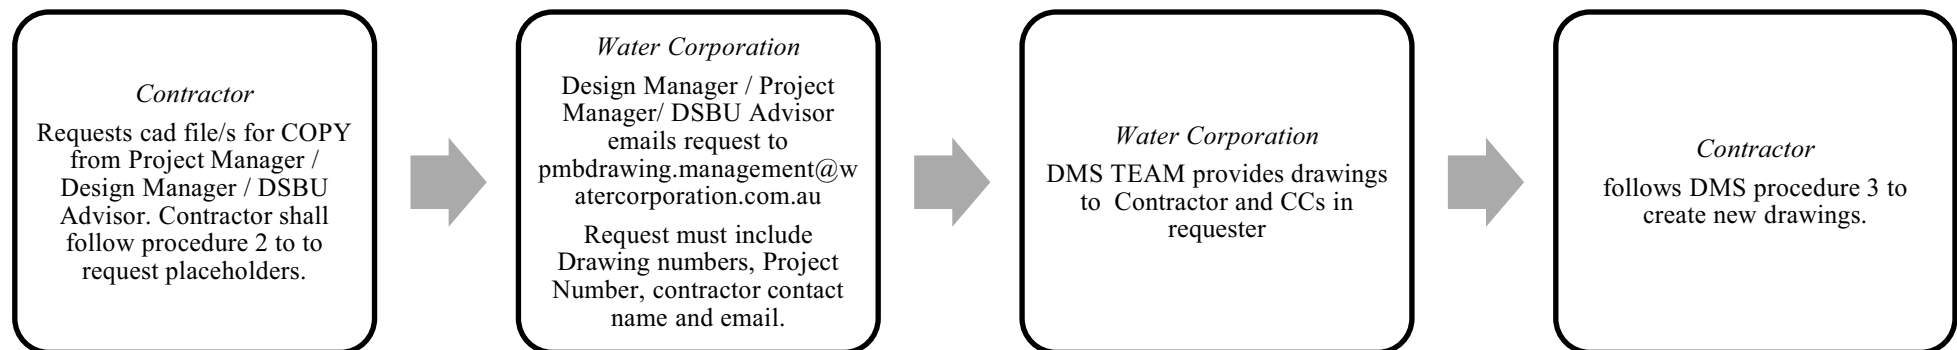 Contractor
Requests cad file/s for COPY
from Project Manager /
Design Manager / DSBU
Advisor. Contractor shall
follow procedure 2 to to
request placeholders.
Water Corporation
Design Manager / Project
Manager/ DSBU Advisor
emails request to
pmbdrawing.management@w
atercorporation.com.au
Request must include
Drawing numbers, Project
Number, contractor contact
name and email.
Water Corporation
DMS TEAM provides drawings
to Contractor and CCs in
requester
Contractor
follows DMS procedure 3 to
create new drawings.